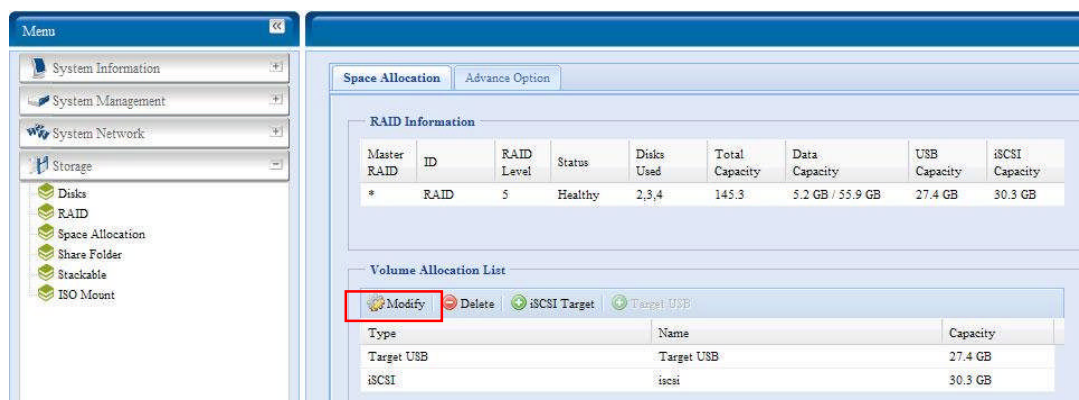 Menu
System Information
System Management
System Network
Storage
Disks
RAID
Space Allocation
Share Folder
Stackable
ISO Mount
Space Allocation Advance Option
RAID Information
Master RAID ID RAID Level Status Disks Used Total Capacity Data Capacity USB Capacity iSCSI Capacity
* RAID 5 Healthy 2,3,4 145.3 5.2 GB / 55.9 GB 27.4 GB 30.3 GB
Volume Allocation List
Modify Delete iSCSI Target Target USB
Type Name Capacity
Target USB Target USB 27.4 GB
iSCSI iscsi 30.3 GB